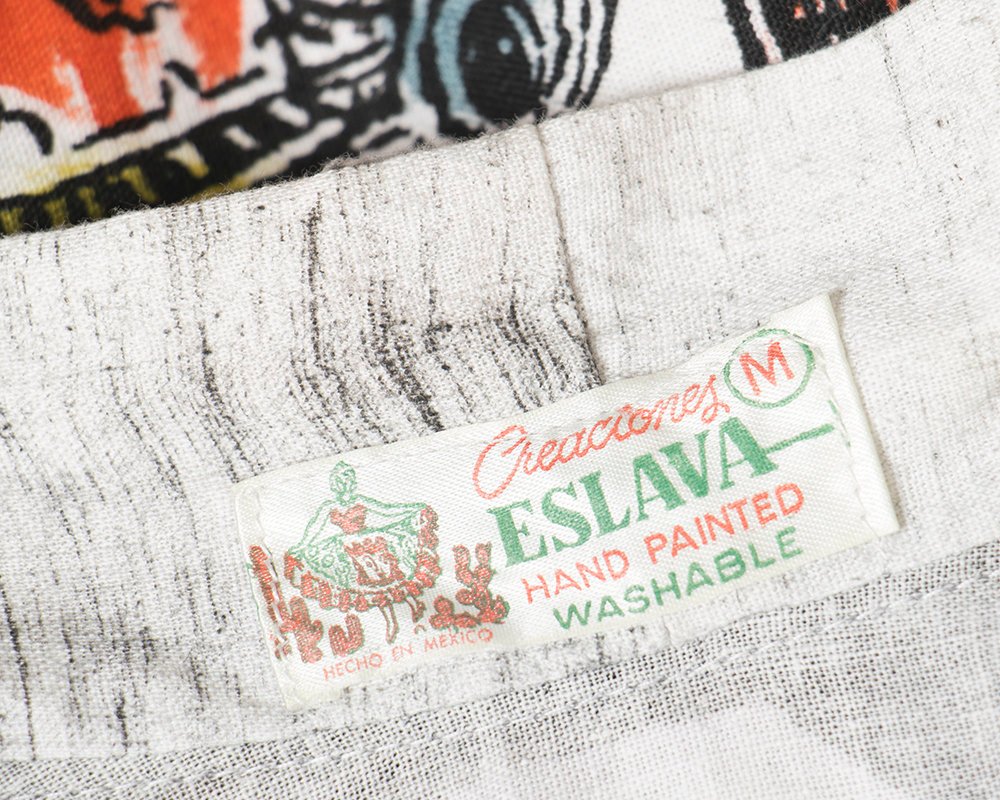 Creaciones M
ESLAVA
HAND PAINTED
WASHABLE
HECHO EN MEXICO